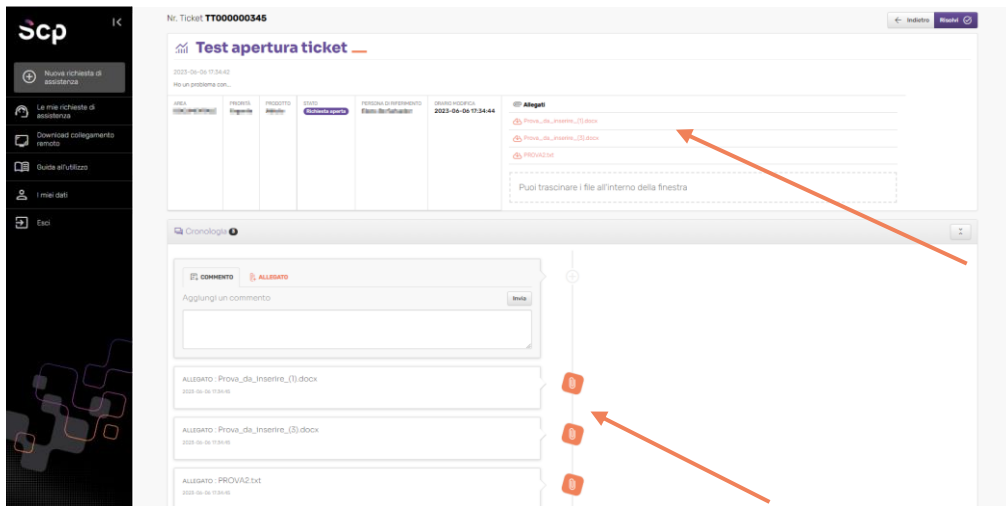 scp
Nuova richiesta di
assistenza
Le mie richieste di
assistenza
Download collegamento
remoto
Guida all'utilizzo
I miei dati
Esci
Nr. Ticket TT000000345
Indietro
Risolvi
Test apertura ticket
2023-06-06 17:34:42
Ho un problema con...
AREA
PRIORITÀ
PRODOTTO
STATO
Richiesta aperta
PERSONA DI RIFERIMENTO
ORARIO MODIFICA
2023-06-06 17:34:44
Allegati
Prova_da_inserire_(1).docx
Prova_da_inserire_(3).docx
PROVA2.txt
Puoi trascinare i file all'interno della finestra
Cronologia
COMMENTO
ALLEGATO
Aggiungi un commento
Invia
ALLEGATO : Prova_da_inserire_(1).docx
2023-06-06 17:34:45
ALLEGATO : Prova_da_inserire_(3).docx
2023-06-06 17:34:45
ALLEGATO : PROVA2.txt
2023-06-06 17:34:45